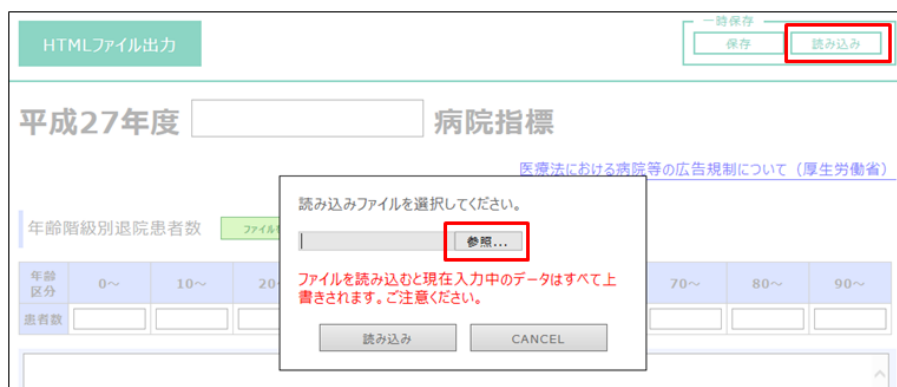 一時保存
HTMLファイル出力
保存
読み込み
平成27年度 病院指標
医療法における病院等の広告規制について（厚生労働省）
読み込みファイルを選択してください。
年齢階級別退院患者数
参照...
ファイルを読み込むと現在入力中のデータはすべて上
書きされます。ご注意ください。
年齢
区分
0～ 10～ 20 70～ 80～ 90～
患者数
読み込み CANCEL